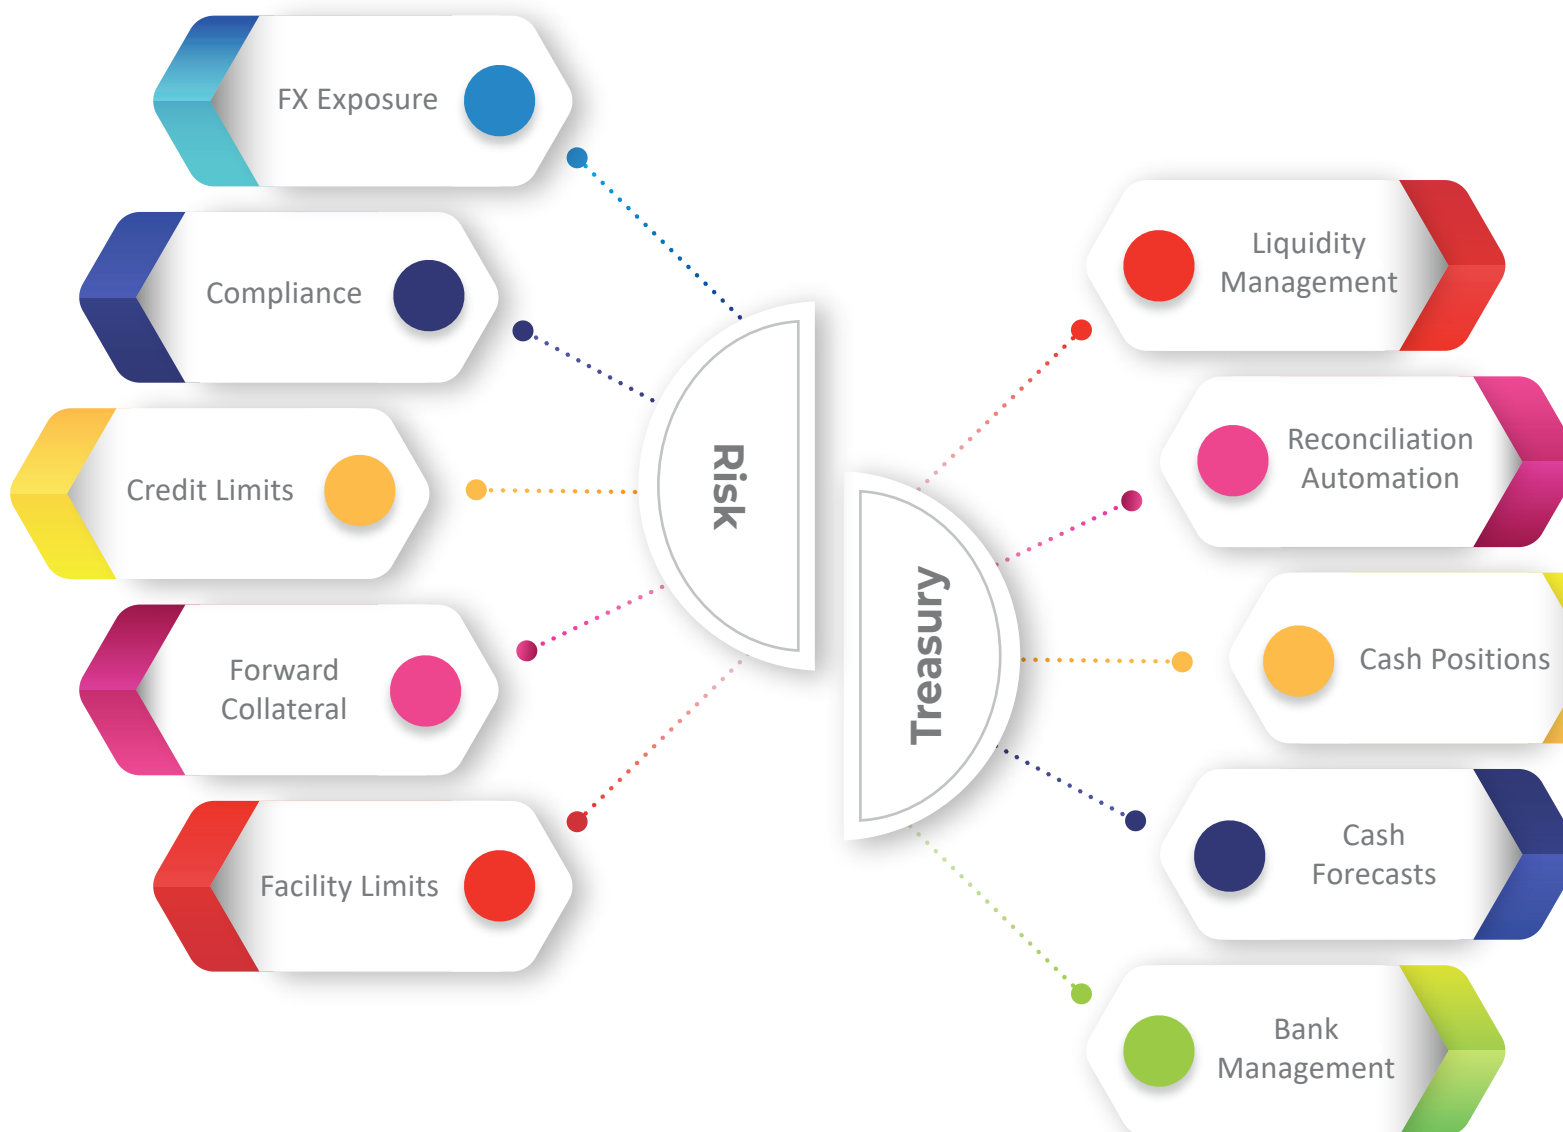 FX Exposure
Compliance
Credit Limits
Forward
Collateral
Facility Limits
Risk
Treasury
Liquidity
Management
Reconciliation
Automation
Cash Positions
Cash
Forecasts
Bank
Management